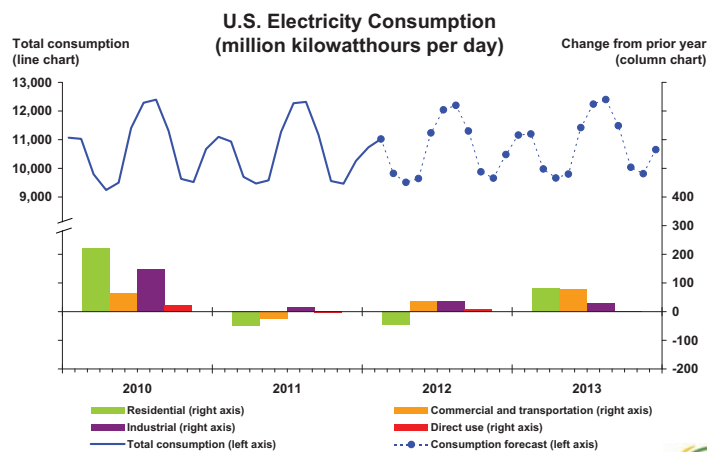 U.S. Electricity Consumption
(million kilowatthours per day)
Total consumption
(line chart)
Change from prior year
(column chart)
13,000
12,000
11,000
10,000
9,000
400
300
200
100
0
-100
-200
2010
2011
2012
2013
Residential (right axis)
Commercial and transportation (right axis)
Industrial (right axis)
Direct use (right axis)
Total consumption (left axis)
Consumption forecast (left axis)